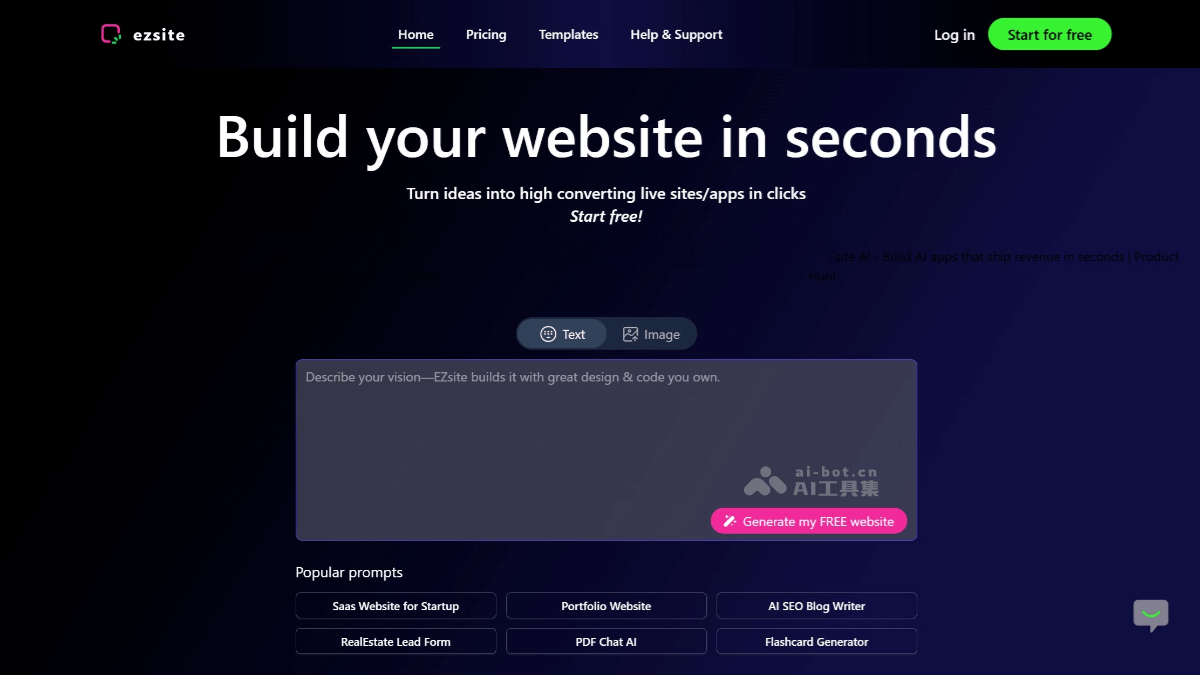 ezsite
Home
Pricing
Templates
Help & Support
Log in
Start for free
Build your website in seconds
Turn ideas into high converting live sites/apps in clicks
Start free!
site AI - Build AI apps that ship revenue in seconds | Product
Hunt
Text
Image
Describe your vision—EZsite builds it with great design & code you own.
ai-bot.cn
AI工具集
Generate my FREE website
Popular prompts
Saas Website for Startup
Portfolio Website
AI SEO Blog Writer
RealEstate Lead Form
PDF Chat AI
Flashcard Generator